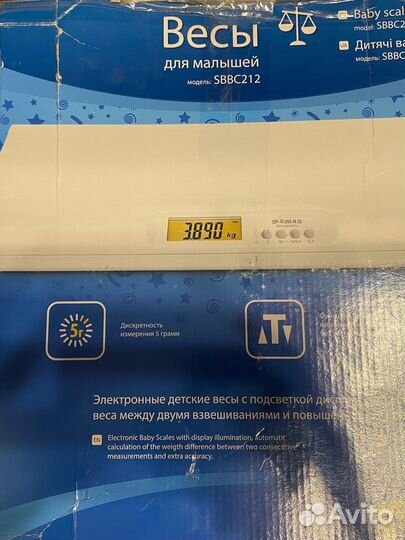 Весы
для малышей
модель: SBBC212
Baby scal
model: SBBC2
UA Дитячі ва
модель: SBBC
3.890 kg
maman
5г
Дискретность
измерения 5 грамм
Электронные детские весы с подсветкой дисп
веса между двумя взвешиваниями и повыше
EN Electronic Baby Scales with display illumination, automatic
calculation of the weigth difference between two consecutive
measurements and extra accuracy.
Avito